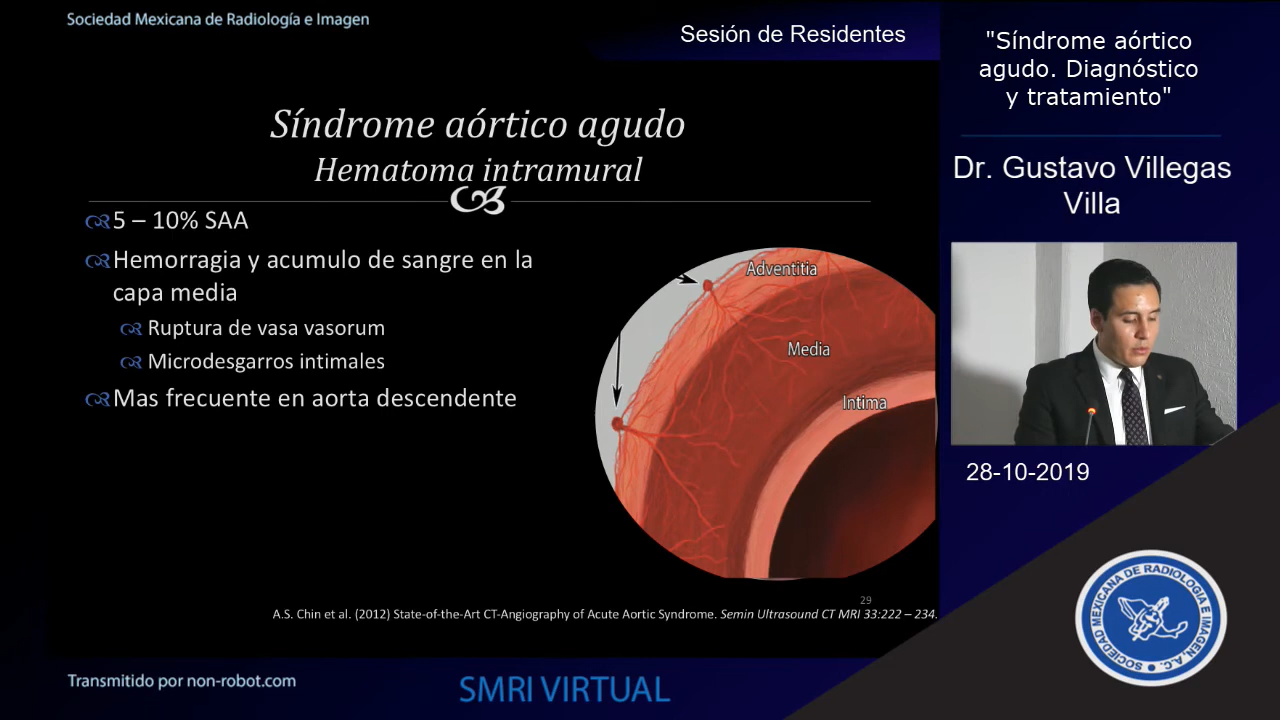 Sociedad Mexicana de Radiología e Imagen
Sesión de Residentes
"Síndrome aórtico
agudo. Diagnóstico
y tratamiento"
Dr. Gustavo Villegas
Villa
28-10-2019
Síndrome aórtico agudo
Hematoma intramural
5 – 10% SAA
Hemorragia y acumulo de sangre en la
capa media
Ruptura de vasa vasorum
Microdesgarros intimales
Mas frecuente en aorta descendente
Adventitia
Media
Intima
29
A.S. Chin et al. (2012) State-of-the-Art CT-Angiography of Acute Aortic Syndrome. Semin Ultrasound CT MRI 33:222 – 234.
SOCIEDAD MEXICANA DE RADIOLOGIA E IMAGEN, A.C.
Transmitido por non-robot.com
SMRI VIRTUAL